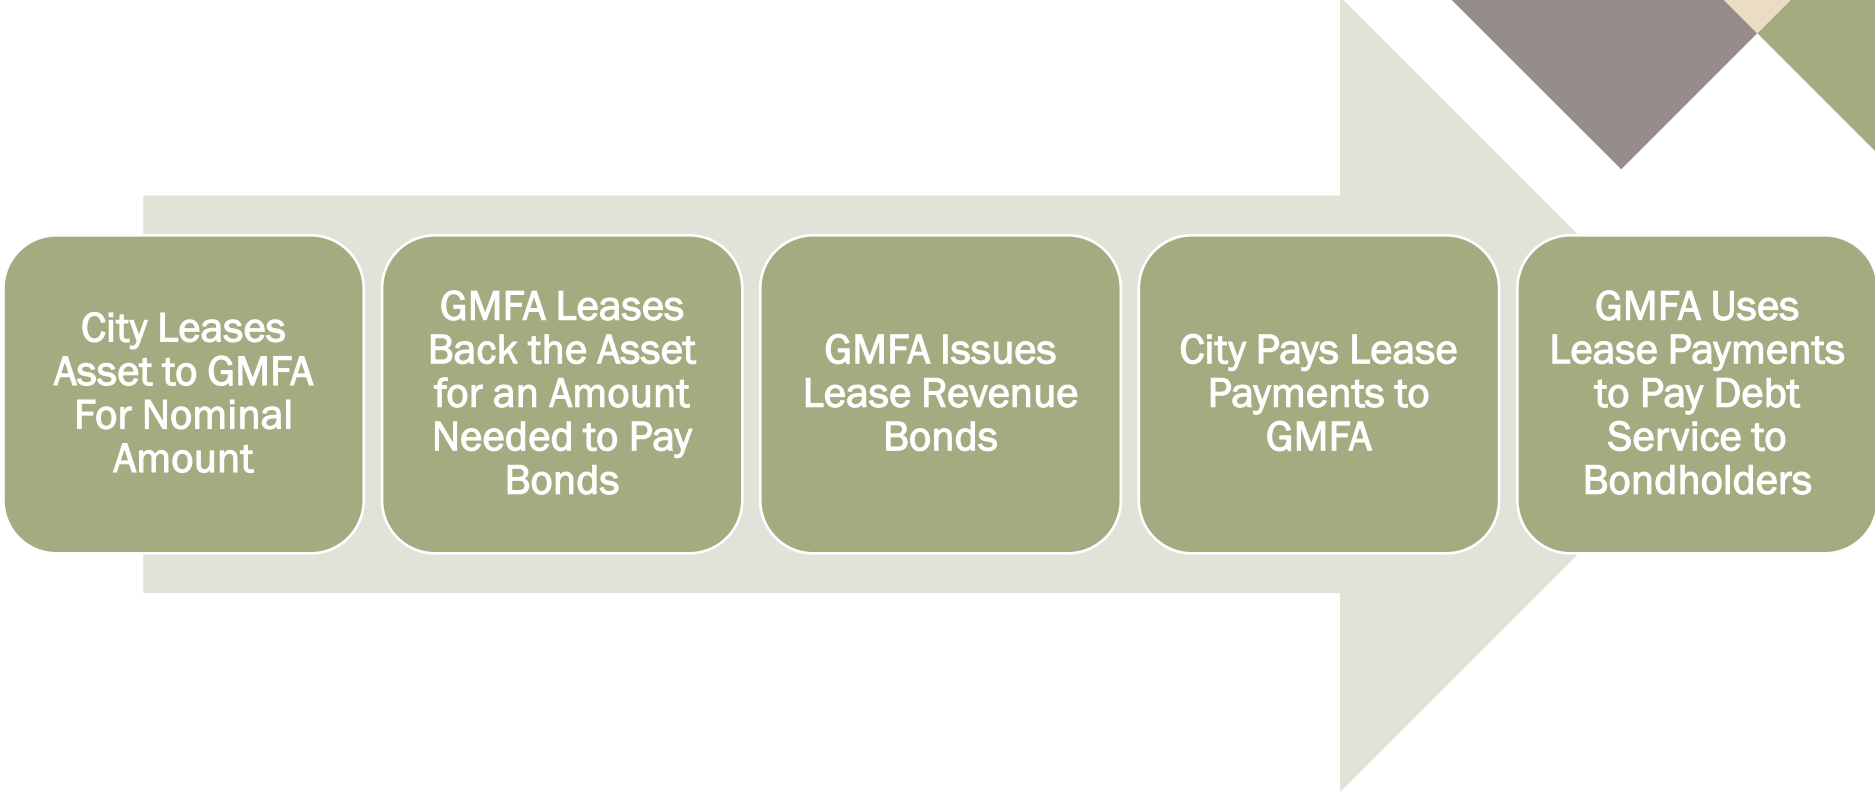 City Leases
Asset to GMFA
For Nominal
Amount
GMFA Leases
Back the Asset
for an Amount
Needed to Pay
Bonds
GMFA Issues
Lease Revenue
Bonds
City Pays Lease
Payments to
GMFA
GMFA Uses
Lease Payments
to Pay Debt
Service to
Bondholders